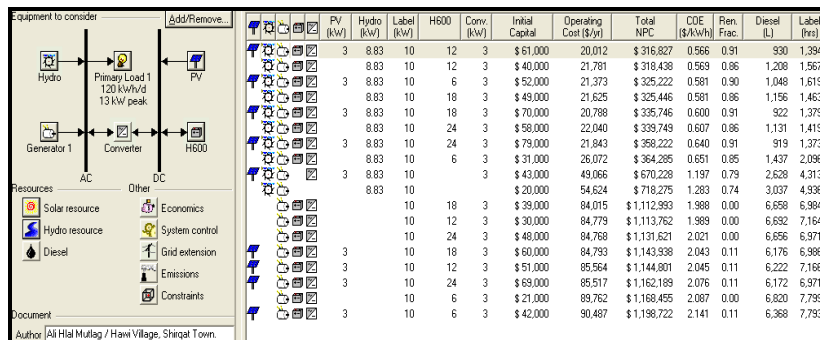 Equipment to consider Add/Remove...
Hydro
Primary Load 1
120 kWh/d
13 kW peak
PV
Generator 1
Converter
H600
AC DC
Resources Other
Solar resource Economics
Hydro resource System control
Diesel Grid extension
Emissions
Constraints
Document
Author Ali Hlal Mutlag / Hawi Village, Shirqat Town.
PV (kW) Hydro (kW) Label (kW) H600 Conv. (kW) Initial Capital Operating Cost ($/yr) Total NPC COE ($/kWh) Ren. Frac. Diesel (L) Label (hrs)
3 8.83 10 12 3 $ 61,000 20,012 $ 316,827 0.566 0.91 930 1,394
8.83 10 12 3 $ 40,000 21,781 $ 318,438 0.569 0.86 1,208 1,567
3 8.83 10 6 3 $ 52,000 21,373 $ 325,222 0.581 0.90 1,048 1,619
8.83 10 18 3 $ 49,000 21,625 $ 325,446 0.581 0.86 1,156 1,463
3 8.83 10 18 3 $ 70,000 20,788 $ 335,746 0.600 0.91 922 1,379
8.83 10 24 3 $ 58,000 22,040 $ 339,749 0.607 0.86 1,131 1,419
3 8.83 10 24 3 $ 79,000 21,843 $ 358,222 0.640 0.91 919 1,373
8.83 10 6 3 $ 31,000 26,072 $ 364,285 0.651 0.85 1,437 2,096
3 8.83 10 3 $ 43,000 49,066 $ 670,228 1.197 0.79 2,628 4,313
8.83 10 $ 20,000 54,624 $ 718,275 1.283 0.74 3,037 4,936
10 18 3 $ 39,000 84,015 $ 1,112,993 1.988 0.00 6,658 6,984
10 12 3 $ 30,000 84,779 $ 1,113,762 1.989 0.00 6,692 7,164
10 24 3 $ 48,000 84,768 $ 1,131,621 2.021 0.00 6,656 6,971
3 10 18 3 $ 60,000 84,793 $ 1,143,938 2.043 0.11 6,176 6,986
3 10 12 3 $ 51,000 85,564 $ 1,144,801 2.045 0.11 6,222 7,168
3 10 24 3 $ 69,000 85,517 $ 1,162,189 2.076 0.11 6,172 6,971
10 6 3 $ 21,000 89,762 $ 1,168,455 2.087 0.00 6,820 7,799
3 10 6 3 $ 42,000 90,487 $ 1,198,722 2.141 0.11 6,368 7,793